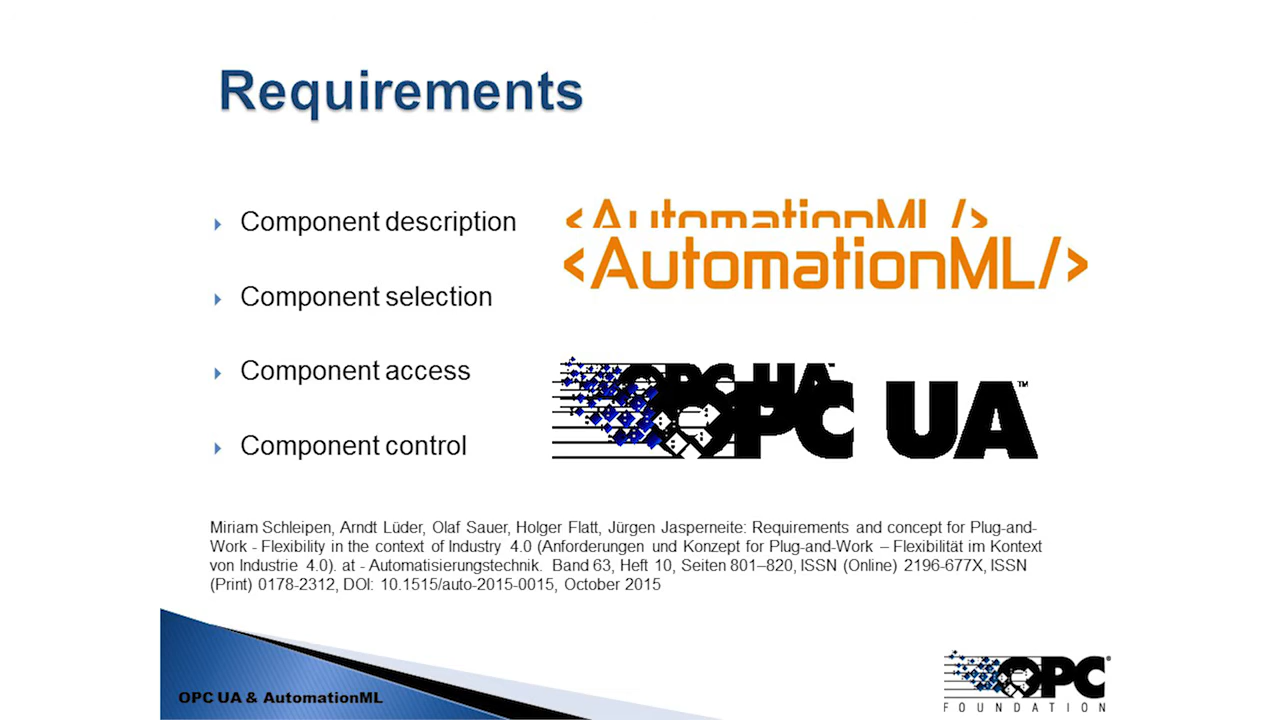 Requirements
Component description
Component selection
Component access
Component control
<AutomationML/>
<AutomationML/>
OPC UA
OPC UA™
Miriam Schleipen, Arndt Lüder, Olaf Sauer, Holger Flatt, Jürgen Jasperneite: Requirements and concept for Plug-and-
Work - Flexibility in the context of Industry 4.0 (Anforderungen und Konzept for Plug-and-Work – Flexibilität im Kontext
von Industrie 4.0). at - Automatisierungstechnik. Band 63, Heft 10, Seiten 801–820, ISSN (Online) 2196-677X, ISSN
(Print) 0178-2312, DOI: 10.1515/auto-2015-0015, October 2015
OPC UA & AutomationML
OPC®
FOUNDATION